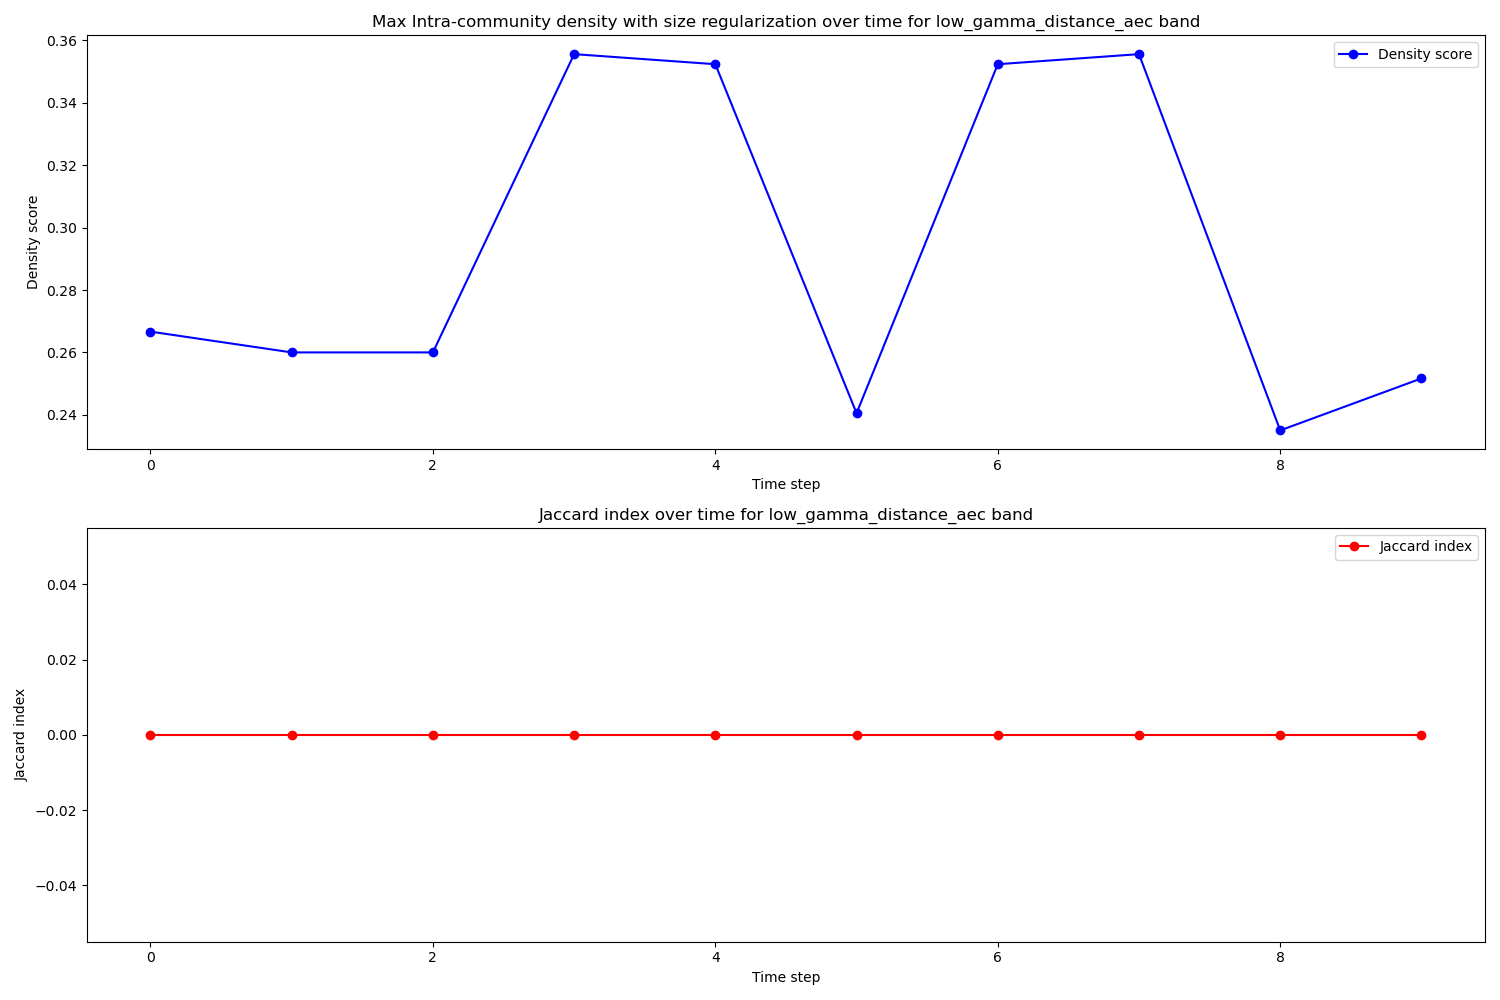 Max Intra-community density with size regularization over time for low_gamma_distance_aec band
0.36
0.34
0.32
0.30
0.28
0.26
0.24
Density score
Density score
0
2
4
6
8
Time step
Jaccard index over time for low_gamma_distance_aec band
0.04
0.02
0.00
−0.02
−0.04
Jaccard index
Jaccard index
0
2
4
6
8
Time step